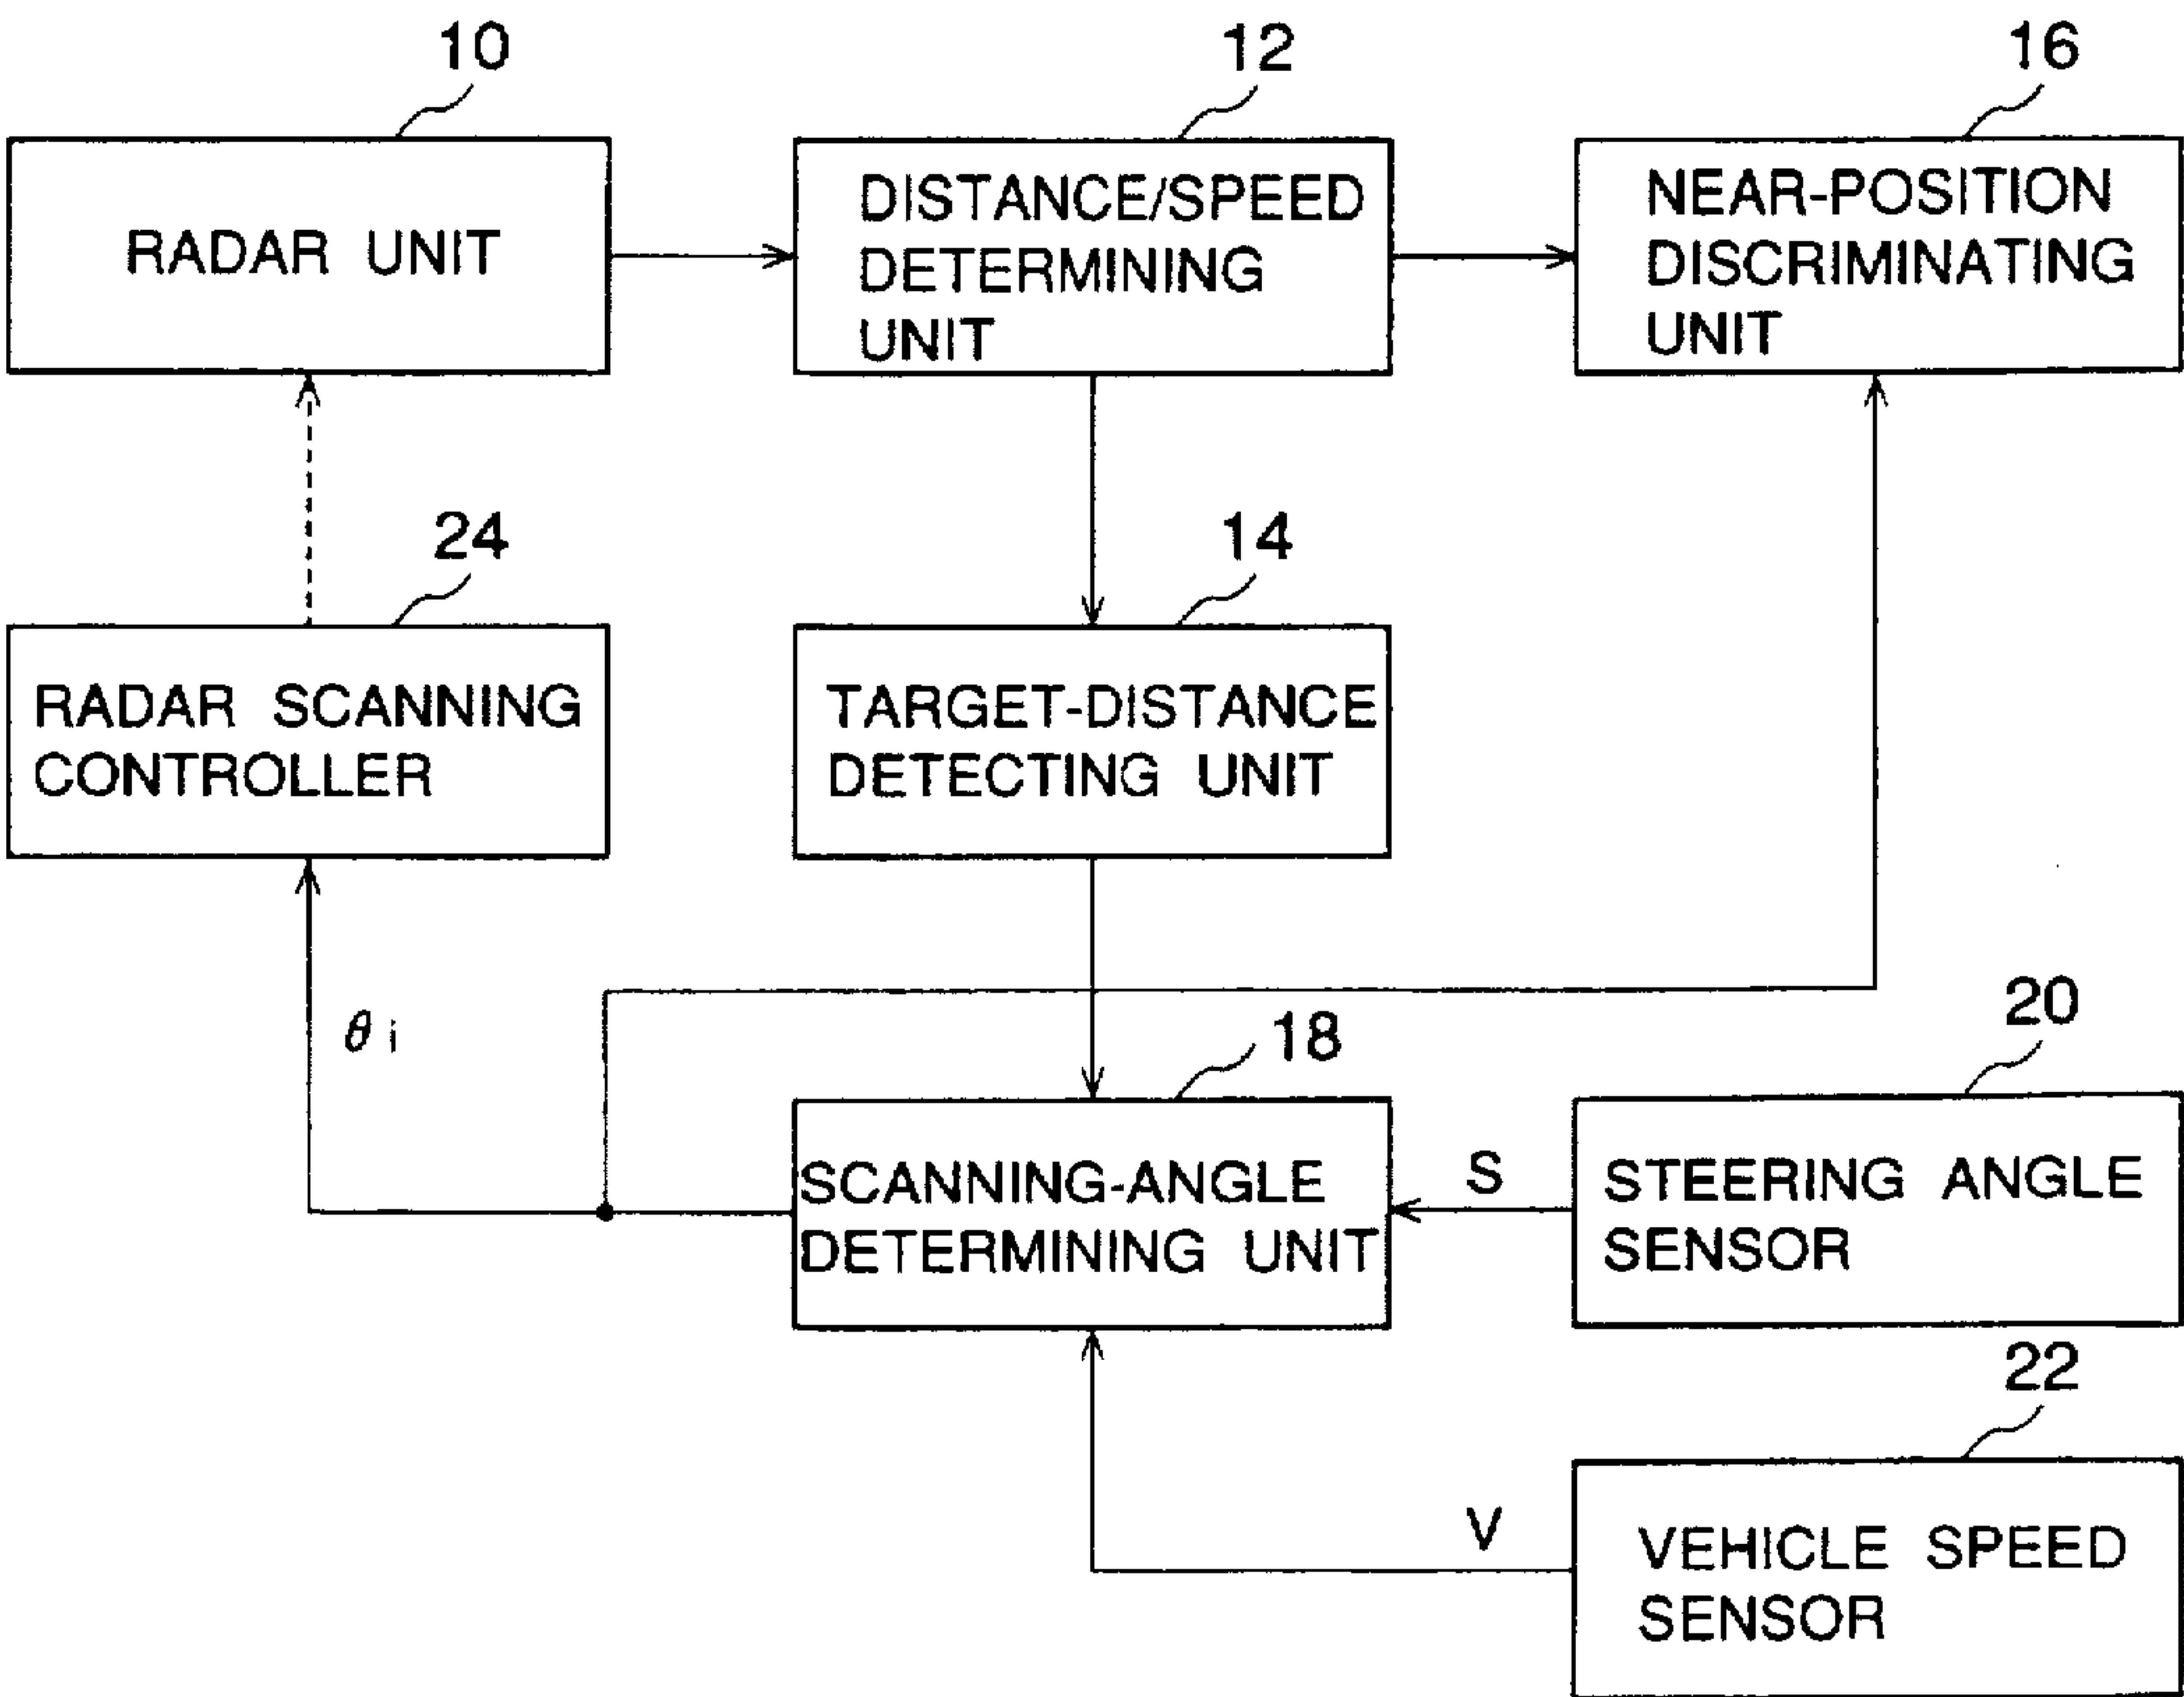 10
12
16
RADAR UNIT
DISTANCE/SPEED
DETERMINING
UNIT
NEAR-POSITION
DISCRIMINATING
UNIT
24
14
RADAR SCANNING
CONTROLLER
TARGET-DISTANCE
DETECTING UNIT
θ i
18
20
SCANNING-ANGLE
DETERMINING UNIT
S
STEERING ANGLE
SENSOR
22
V
VEHICLE SPEED
SENSOR